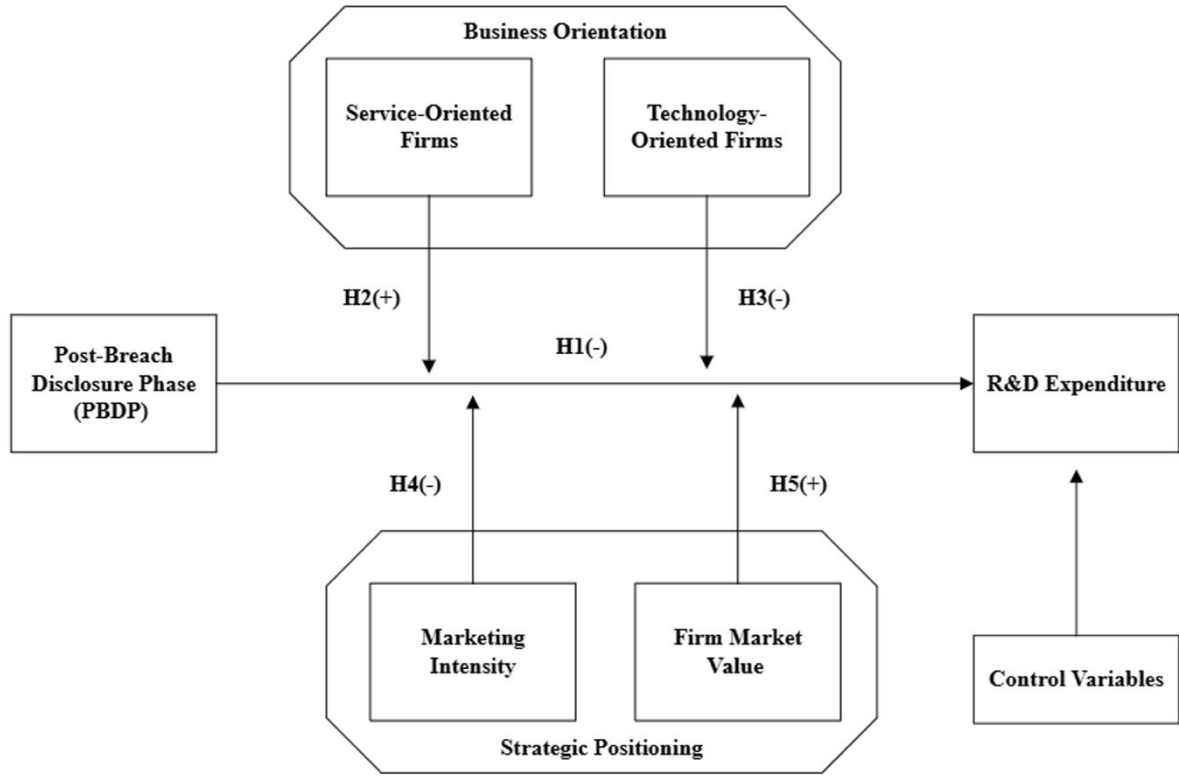 Business Orientation
Service-Oriented
Firms
Technology-
Oriented Firms
H2(+)
H3(-)
H1(-)
Post-Breach
Disclosure Phase
(PBDP)
R&D Expenditure
H4(-)
H5(+)
Marketing
Intensity
Firm Market
Value
Control Variables
Strategic Positioning